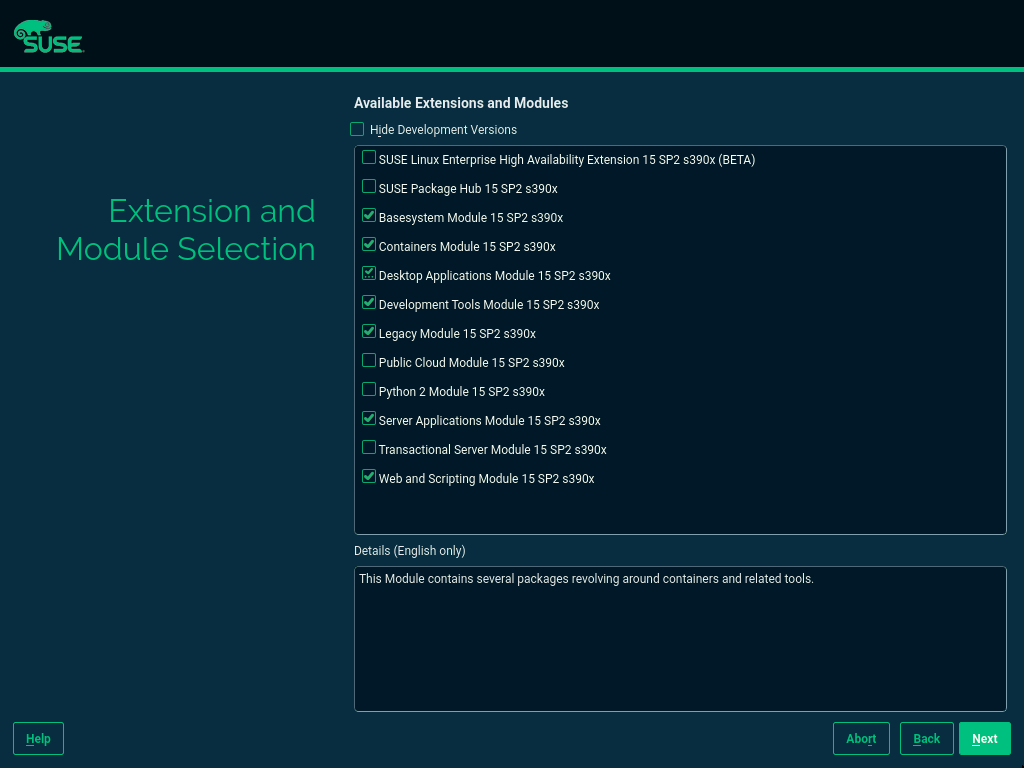 SUSE
Available Extensions and Modules
Hide Development Versions
Extension and
Module Selection
SUSE Linux Enterprise High Availability Extension 15 SP2 s390x (BETA)
SUSE Package Hub 15 SP2 s390x
Basesystem Module 15 SP2 s390x
Containers Module 15 SP2 s390x
Desktop Applications Module 15 SP2 s390x
Development Tools Module 15 SP2 s390x
Legacy Module 15 SP2 s390x
Public Cloud Module 15 SP2 s390x
Python 2 Module 15 SP2 s390x
Server Applications Module 15 SP2 s390x
Transactional Server Module 15 SP2 s390x
Web and Scripting Module 15 SP2 s390x
Details (English only)
This Module contains several packages revolving around containers and related tools.
Help
Abort
Back
Next